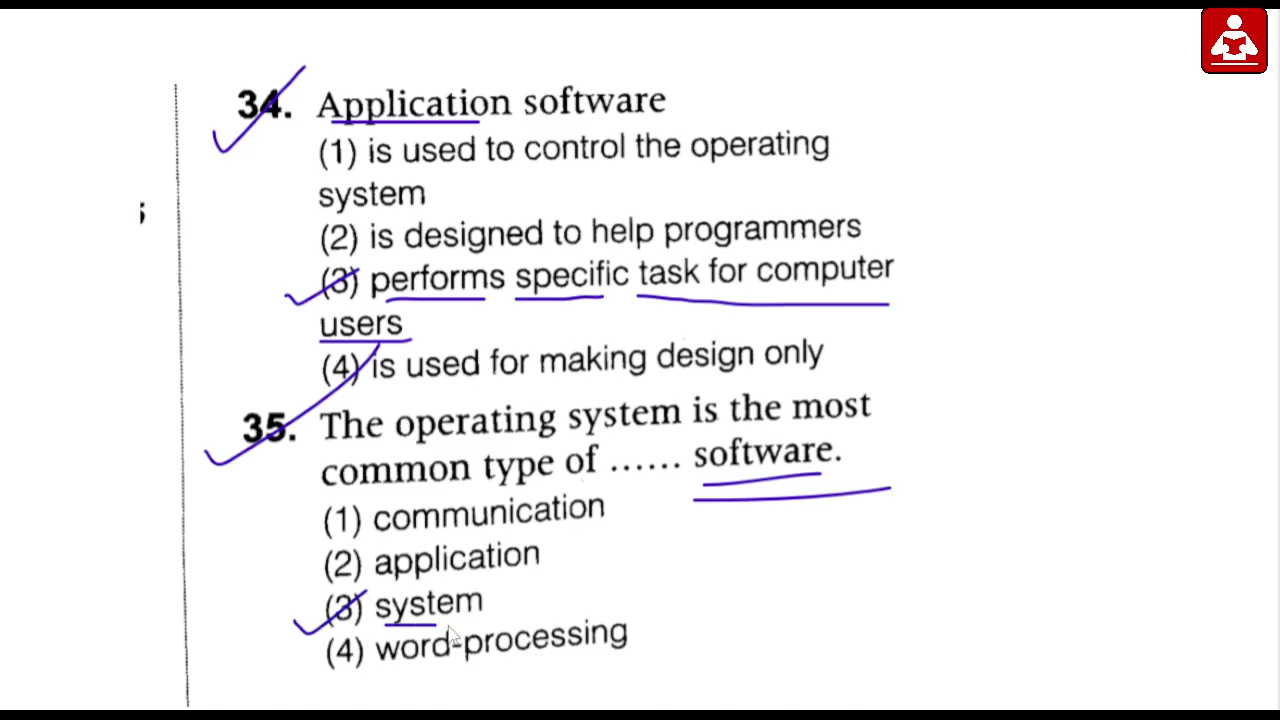 34. Application software
(1) is used to control the operating
system
(2) is designed to help programmers
(3) performs specific task for computer
users
(4) is used for making design only
35. The operating system is the most
common type of ...... software.
(1) communication
(2) application
(3) system
(4) word-processing